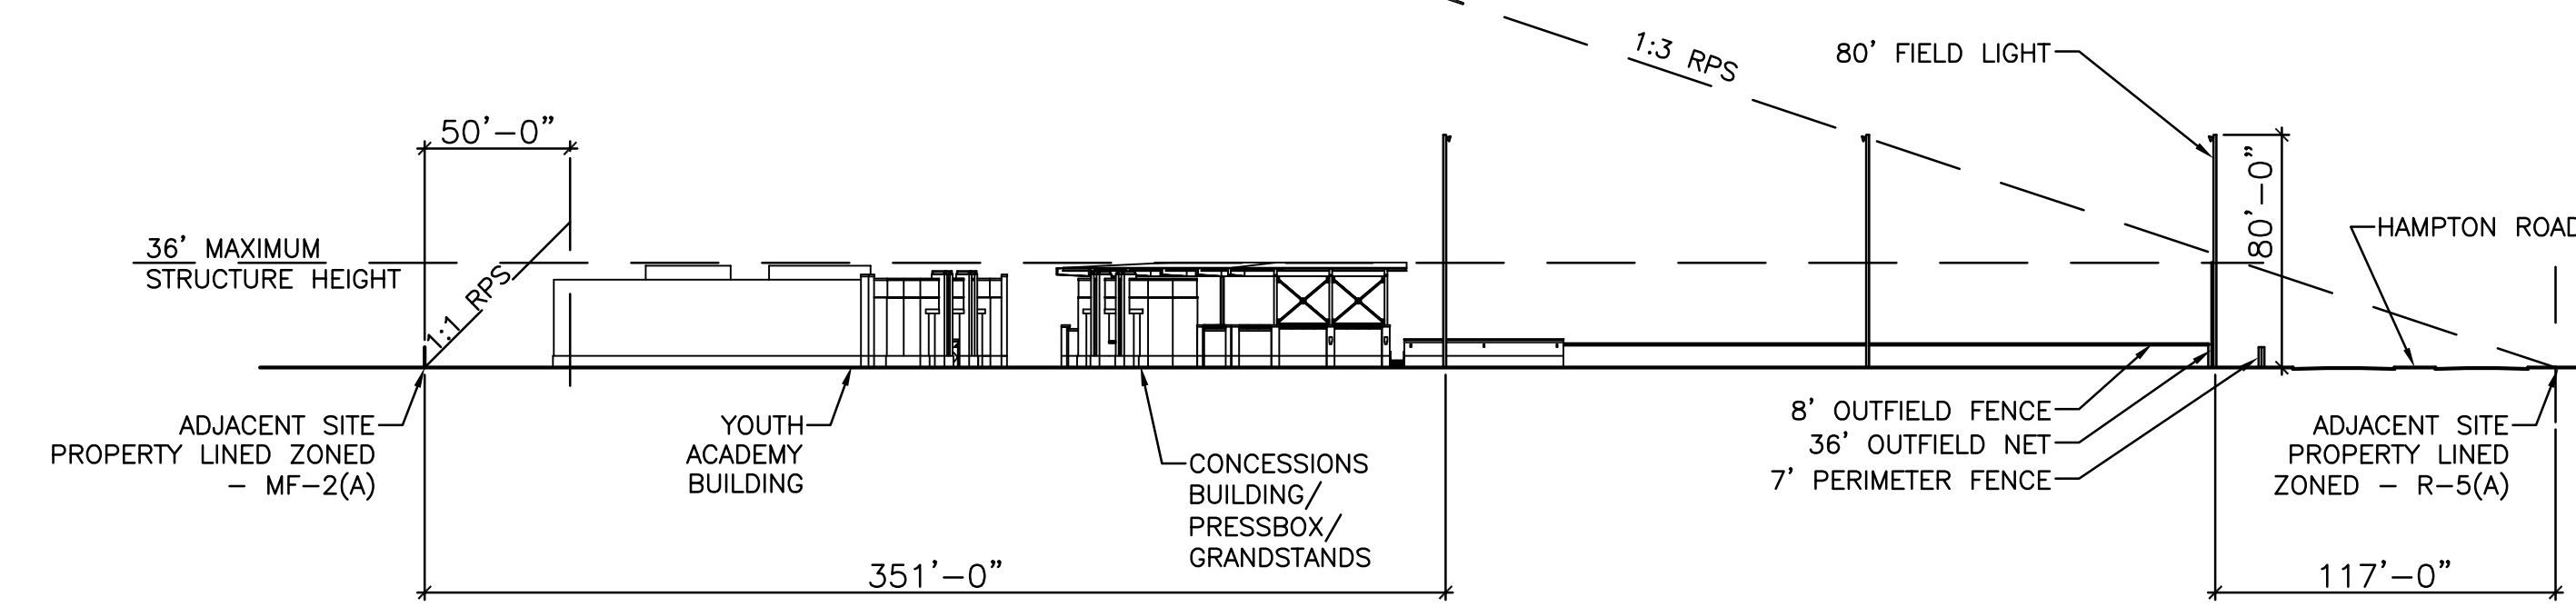 1:3 RPS
80' FIELD LIGHT
50'-0"
80'-0"
36' MAXIMUM
STRUCTURE HEIGHT
1:1 RPS
HAMPTON ROAD
ADJACENT SITE
PROPERTY LINED ZONED
- MF-2(A)
YOUTH
ACADEMY
BUILDING
CONCESSIONS
BUILDING/
PRESSBOX/
GRANDSTANDS
8' OUTFIELD FENCE
36' OUTFIELD NET
7' PERIMETER FENCE
ADJACENT SITE
PROPERTY LINED
ZONED - R-5(A)
351'-0"
117'-0"